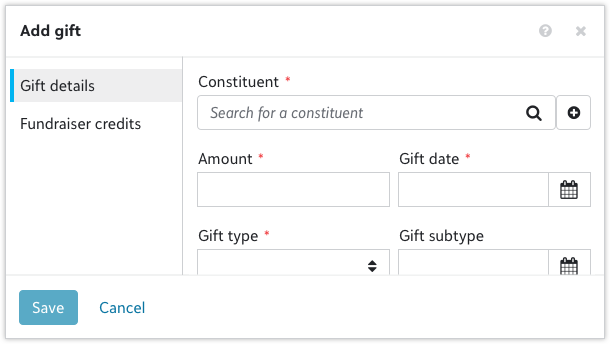 Add gift
Gift details
Fundraiser credits
Constituent *
Search for a constituent
Amount * Gift date *
Gift type * Gift subtype
Save Cancel